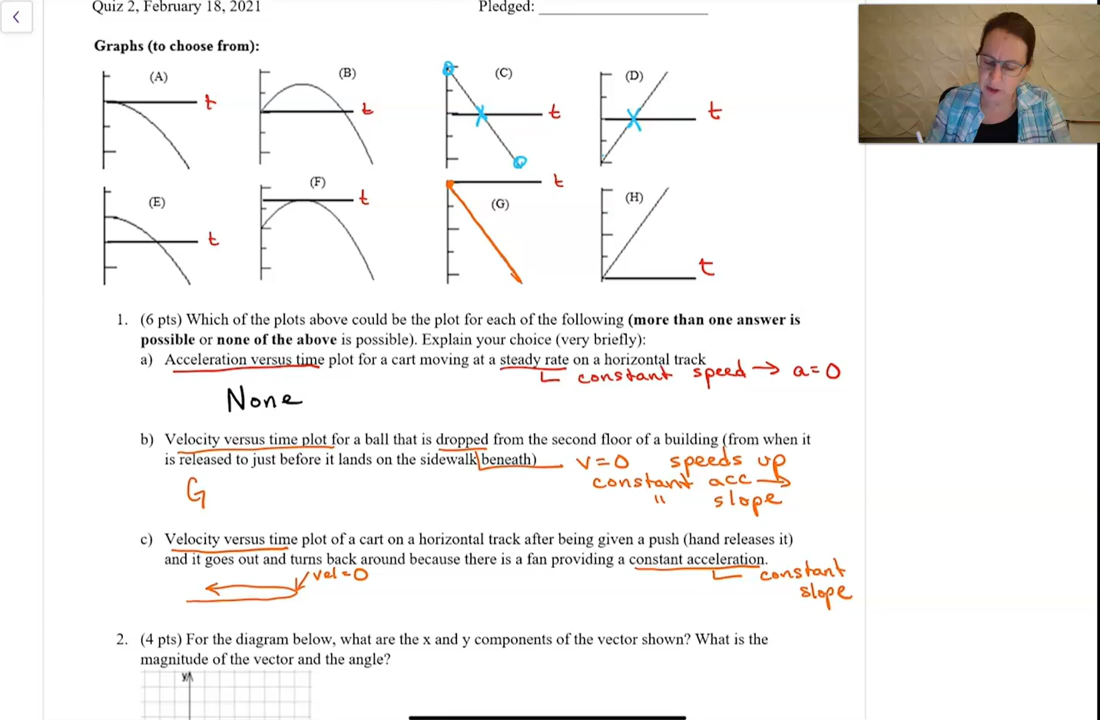 Quiz 2, February 18, 2021 Pledged: ____________________
Graphs (to choose from):
(A) (B) (C) (D)
t t t t
(E) (F) (G) (H)
t t t t
1. (6 pts) Which of the plots above could be the plot for each of the following (more than one answer is
possible or none of the above is possible). Explain your choice (very briefly):
a) Acceleration versus time plot for a cart moving at a steady rate on a horizontal track
constant speed → a=0
None
b) Velocity versus time plot for a ball that is dropped from the second floor of a building (from when it
is released to just before it lands on the sidewalk beneath)
v=0 speeds up
constant acc →
" slope
G
c) Velocity versus time plot of a cart on a horizontal track after being given a push (hand releases it)
and it goes out and turns back around because there is a fan providing a constant acceleration.
vel=0
constant
slope
2. (4 pts) For the diagram below, what are the x and y components of the vector shown? What is the
magnitude of the vector and the angle?
y